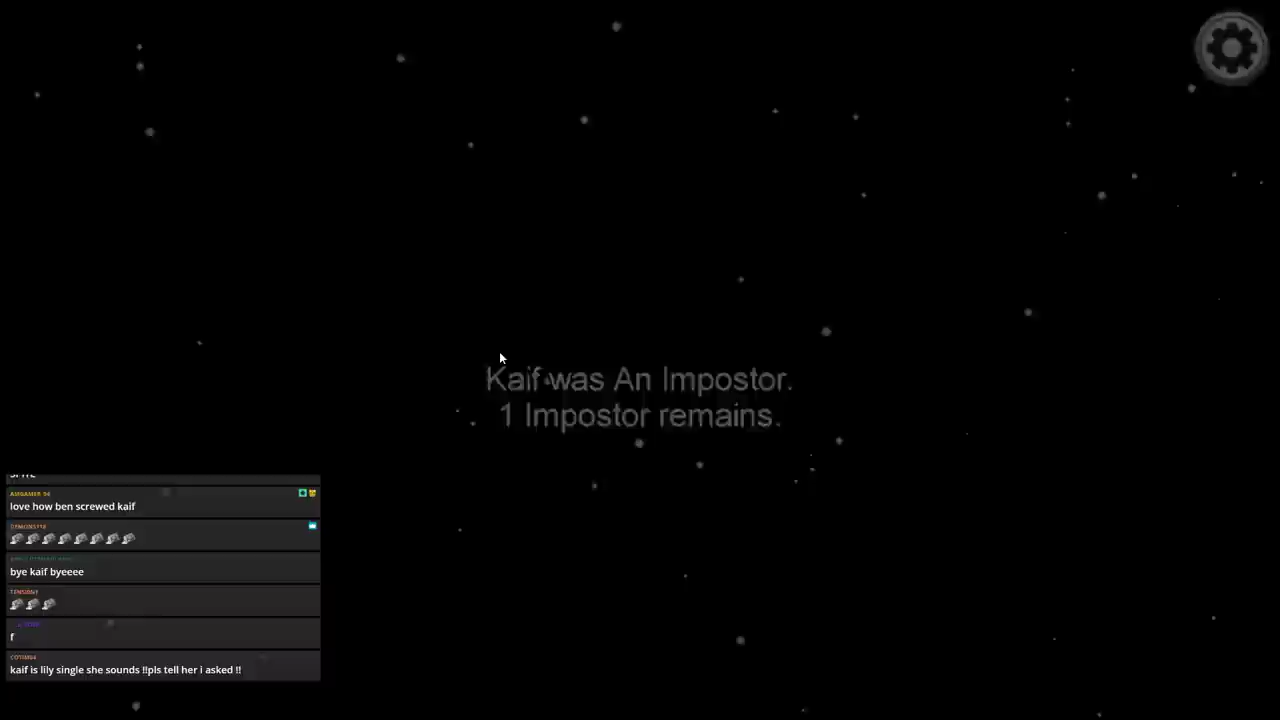 Kaif was An Impostor.
1 Impostor remains.
love how ben screwed kaif
bye kaif byeeee
f
kaif is lily single she sounds !!pls tell her i asked !!